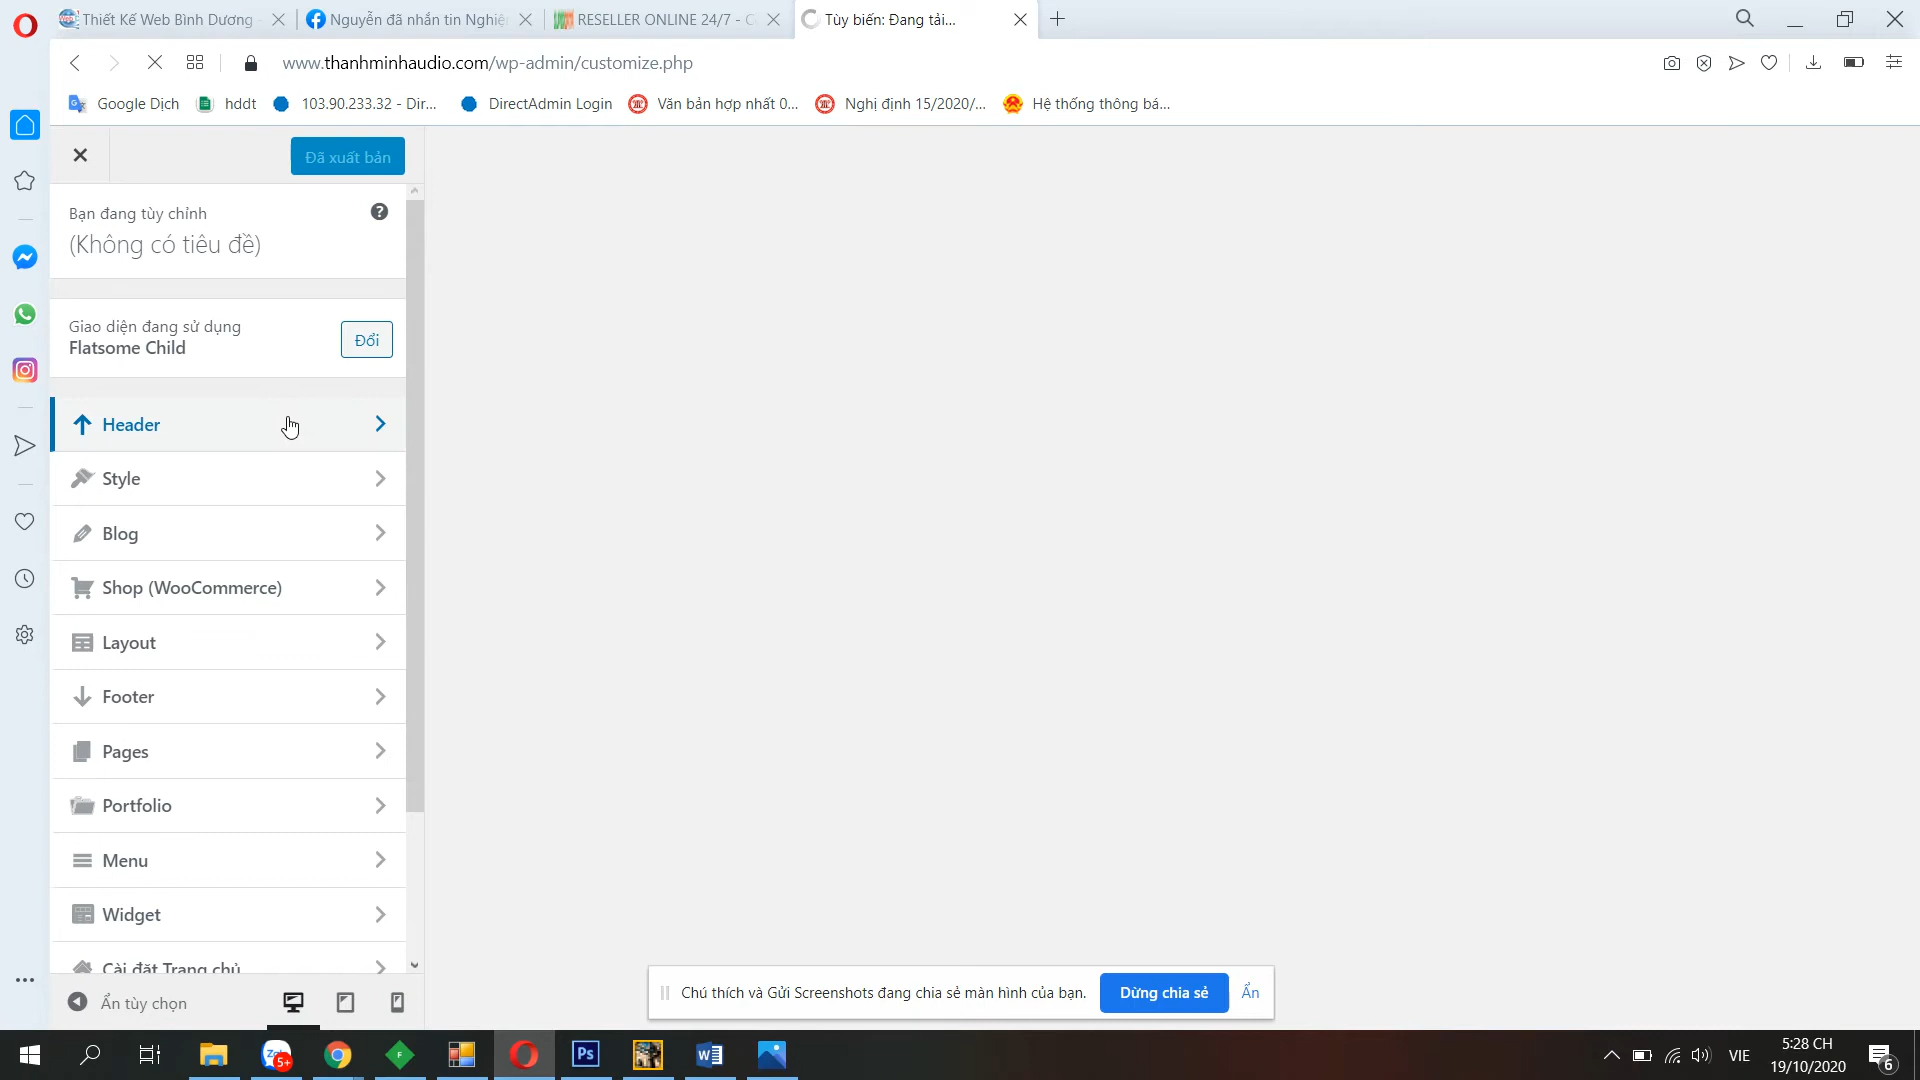 Thiết Kế Web Bình Dương
Nguyễn đã nhắn tin Nghiệ
RESELLER ONLINE 24/7 - C
Tùy biến: Đang tải...
www.thanhminhaudio.com/wp-admin/customize.php
Google Dịch
hddt
103.90.233.32 - Dir...
DirectAdmin Login
Văn bản hợp nhất 0...
Nghị định 15/2020/...
Hệ thống thông bá...
Đã xuất bản
Bạn đang tùy chỉnh
(Không có tiêu đề)
Giao diện đang sử dụng
Flatsome Child
Đổi
Header
Style
Blog
Shop (WooCommerce)
Layout
Footer
Pages
Portfolio
Menu
Widget
Cài đặt Trang chủ
Ẩn tùy chọn
Chú thích và Gửi Screenshots đang chia sẻ màn hình của bạn.
Dừng chia sẻ
Ẩn
5+
Ps
VIE
5:28 CH
19/10/2020
6